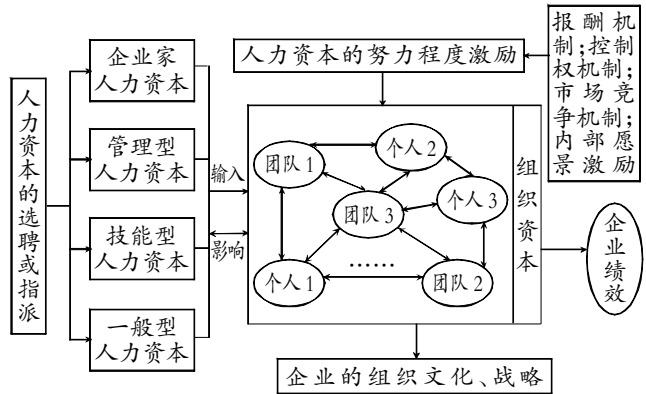 人力资本的选聘或指派
企业家
人力资本
管理型
人力资本
技能型
人力资本
一般型
人力资本
输入
影响
人力资本的努力程度激励
报酬机
制;控制
权机制;
市场竞
争机制;
内部愿
景激励
团队1
个人2
团队3
个人3
个人1
……
团队2
组织资本
企业绩效
企业的组织文化、战略